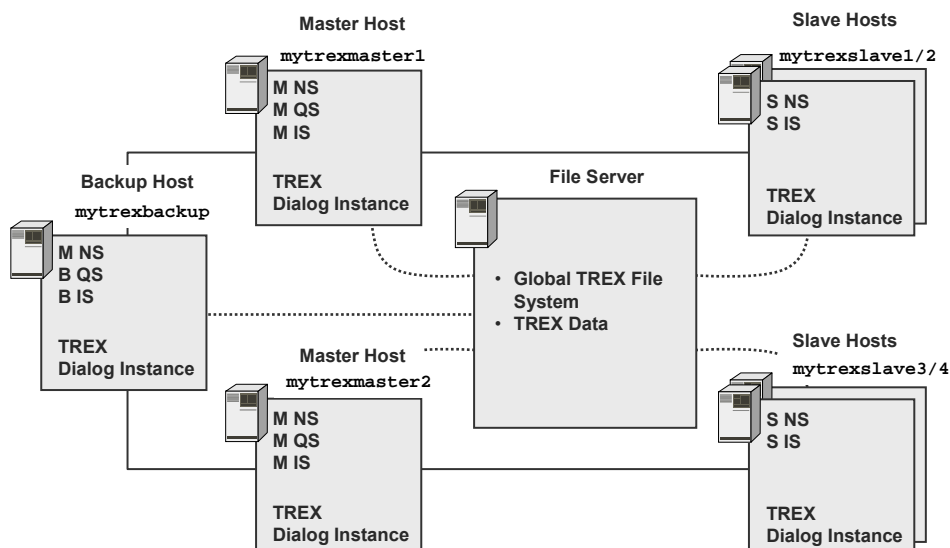 Master Host
mytrexmaster1
M NS
M QS
M IS
TREX
Dialog Instance
Slave Hosts
mytrexslave1/2
S NS
S IS
TREX
Dialog Instance
Backup Host
mytrexbackup
M NS
B QS
B IS
TREX
Dialog Instance
File Server
• Global TREX File
System
• TREX Data
Master Host
mytrexmaster2
M NS
M QS
M IS
TREX
Dialog Instance
Slave Hosts
mytrexslave3/4
S NS
S IS
TREX
Dialog Instance